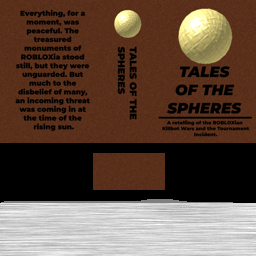 Everything, for a
moment, was
peaceful. The
treasured
monuments of
ROBLOXia stood
still, but they were
unguarded. But
much to the
disbelief of many,
an incoming threat
was coming in at
the time of the
rising sun.
TALES OF THE
SPHERES
TALES
OF THE
SPHERES
A retelling of the ROBLOXian
Killbot Wars and the Tournament
Incident.